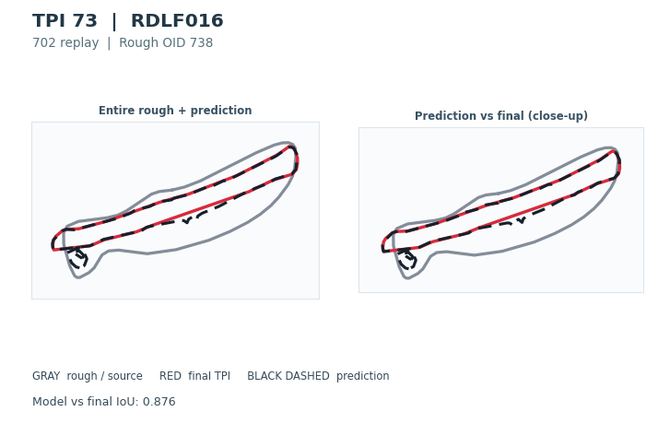 TPI 73 | RDLF016
702 replay | Rough OID 738
Entire rough + prediction
Prediction vs final (close-up)
GRAY rough / source RED final TPI BLACK DASHED prediction
Model vs final IoU: 0.876